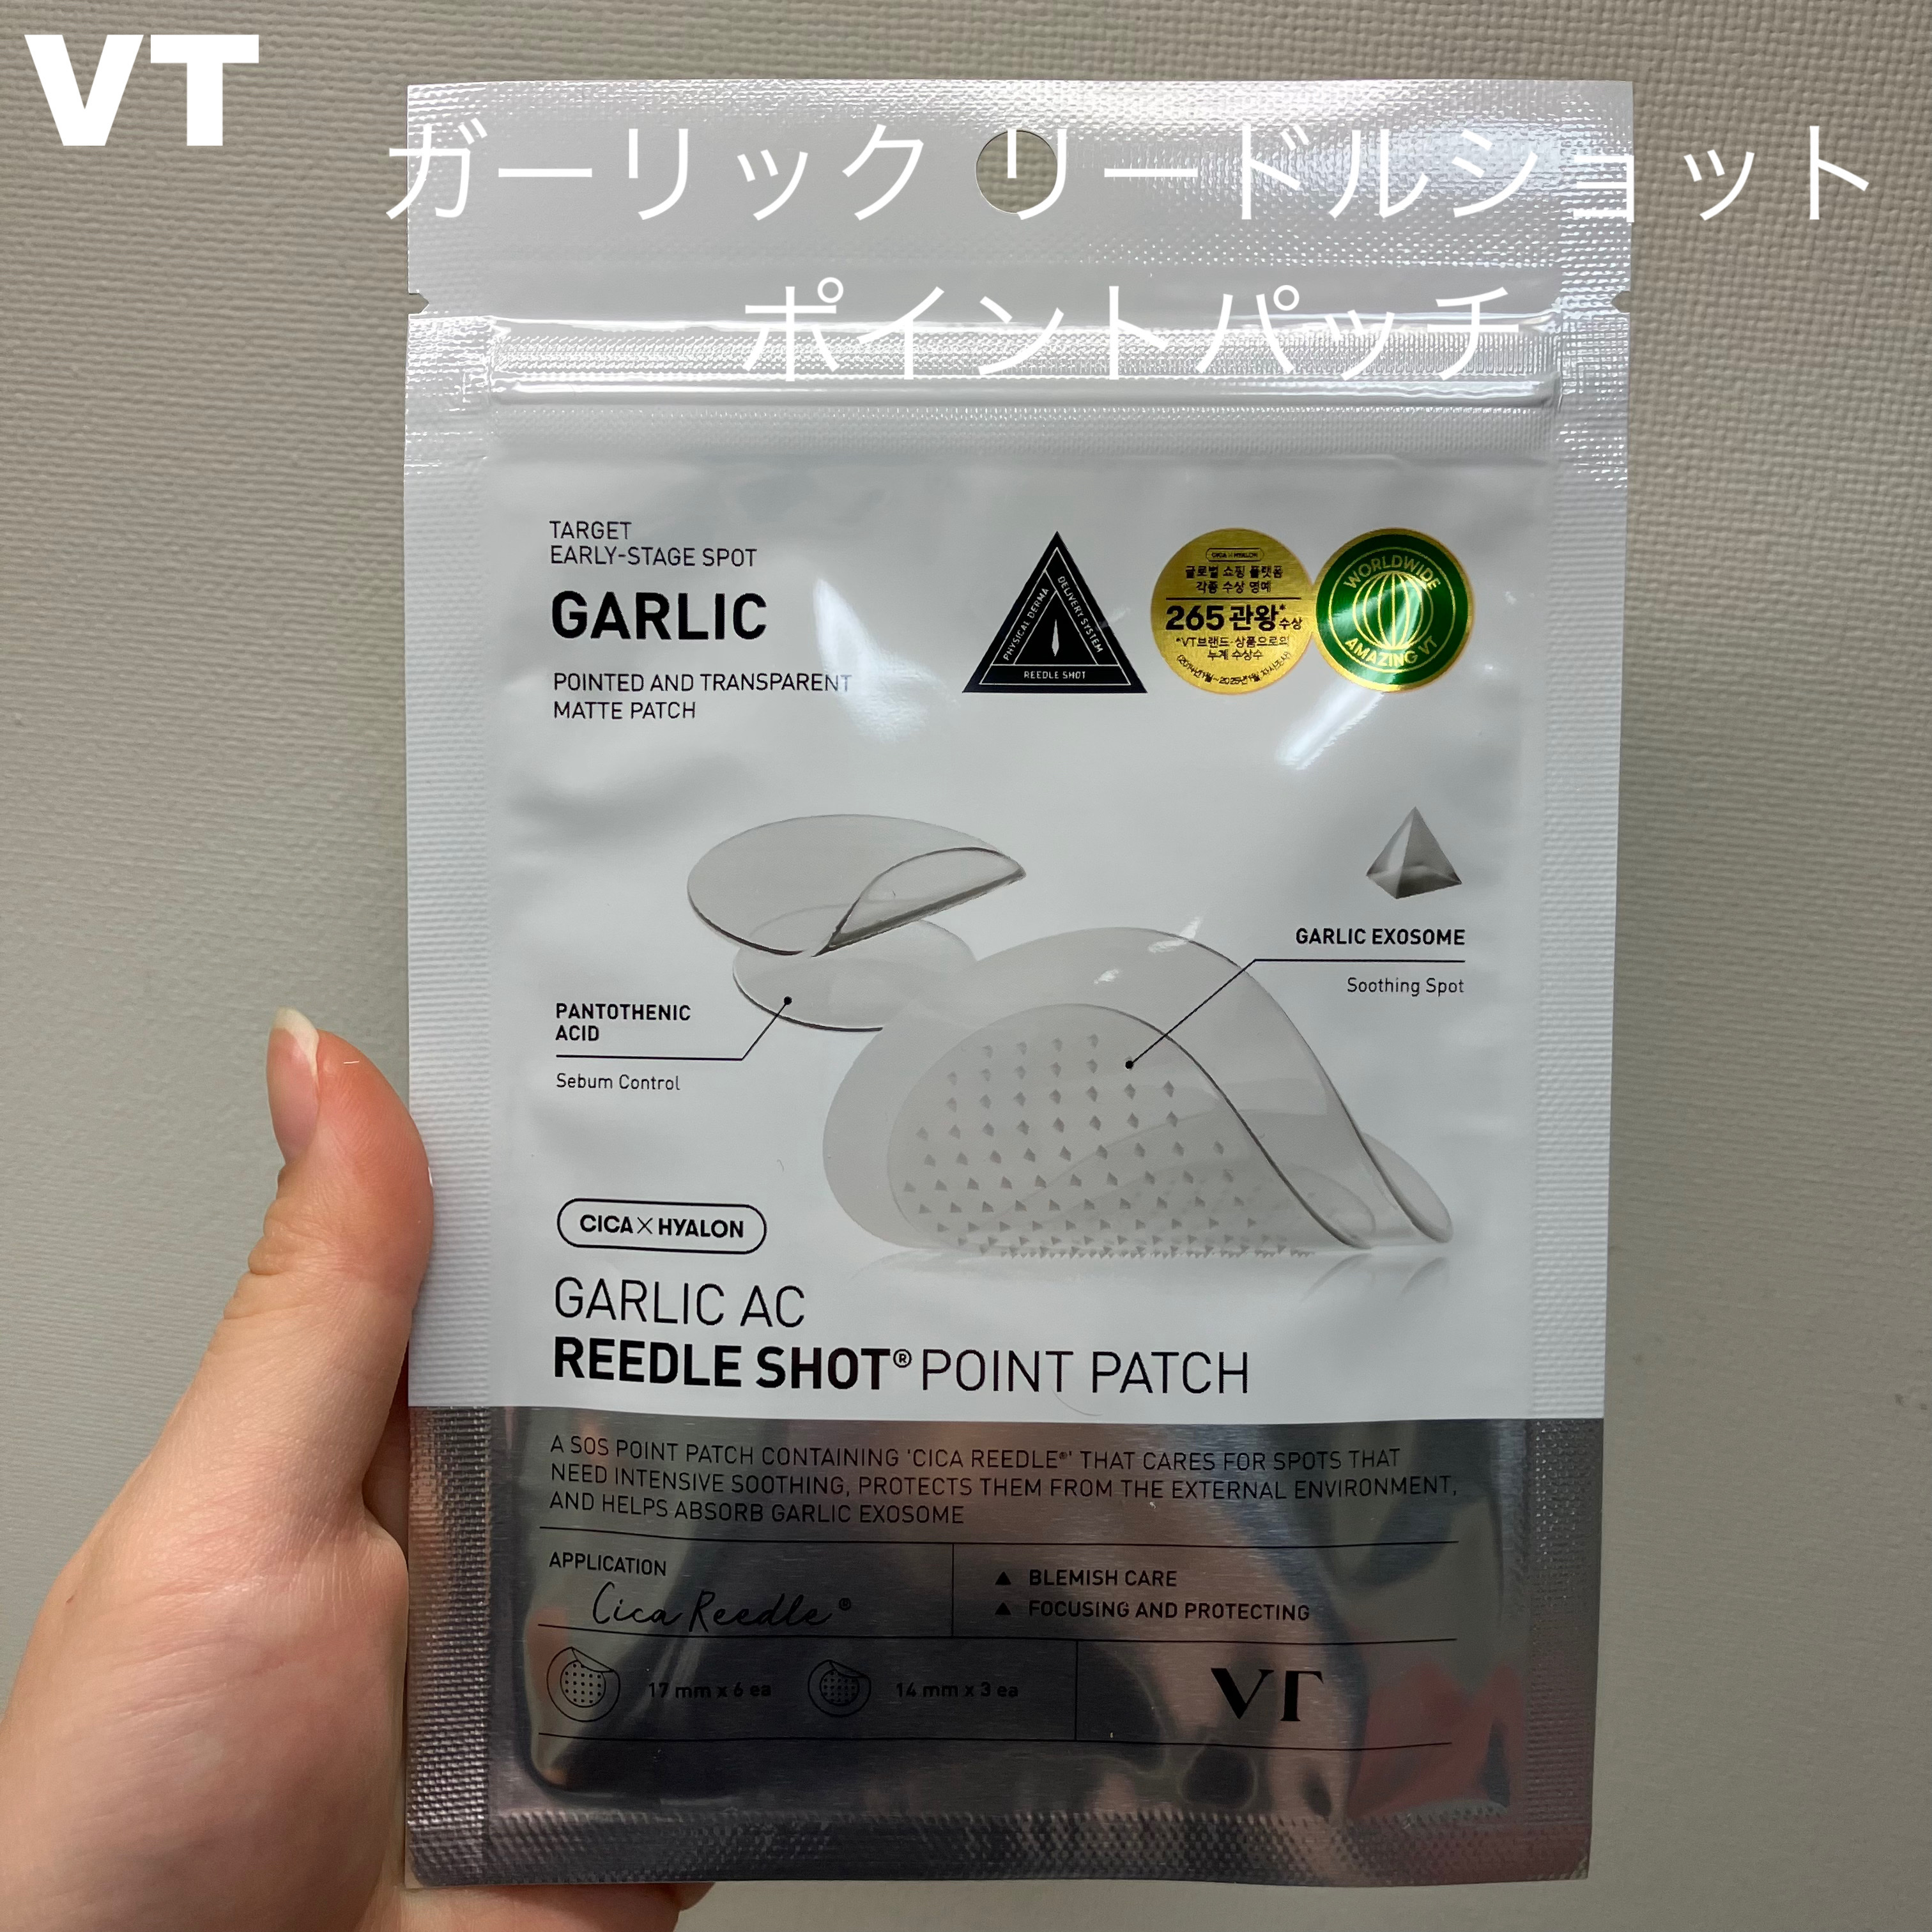 VT
ガーリック リードルショット
ポイントパッチ
TARGET
EARLY-STAGE SPOT
GARLIC
POINTED AND TRANSPARENT
MATTE PATCH
PHYSICAL DERMA
DELIVERY SYSTEM
REEDLE SHOT
CICA X HYALON
글로벌 쇼핑 플랫폼
각종 수상 영예
265 관왕* 수상
*VT브랜드·상품으로의
누계 수상수
WORLDWIDE
AMAZING VT
GARLIC EXOSOME
Soothing Spot
PANTOTHENIC
ACID
Sebum Control
CICA X HYALON
GARLIC AC
REEDLE SHOT® POINT PATCH
A SOS POINT PATCH CONTAINING 'CICA REEDLE®' THAT CARES FOR SPOTS THAT
NEED INTENSIVE SOOTHING, PROTECTS THEM FROM THE EXTERNAL ENVIRONMENT,
AND HELPS ABSORB GARLIC EXOSOME
APPLICATION
Cica Reedle®
▲ BLEMISH CARE
▲ FOCUSING AND PROTECTING
17 mm x 6 ea
14 mm x 3 ea
VT